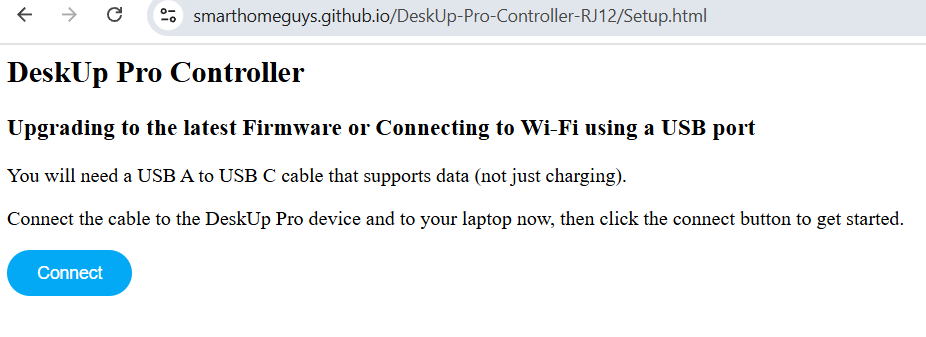 smarthomeguys.github.io/DeskUp-Pro-Controller-RJ12/Setup.html
DeskUp Pro Controller
Upgrading to the latest Firmware or Connecting to Wi-Fi using a USB port
You will need a USB A to USB C cable that supports data (not just charging).
Connect the cable to the DeskUp Pro device and to your laptop now, then click the connect button to get started.
Connect